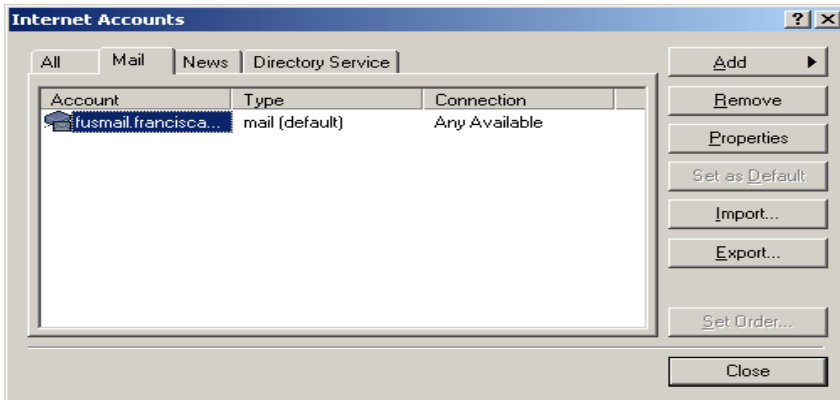 Internet Accounts
All Mail News Directory Service
Add
Account Type Connection
Remove
fusmail.francisca... mail (default) Any Available
Properties
Set as Default
Import...
Export...
Set Order...
Close